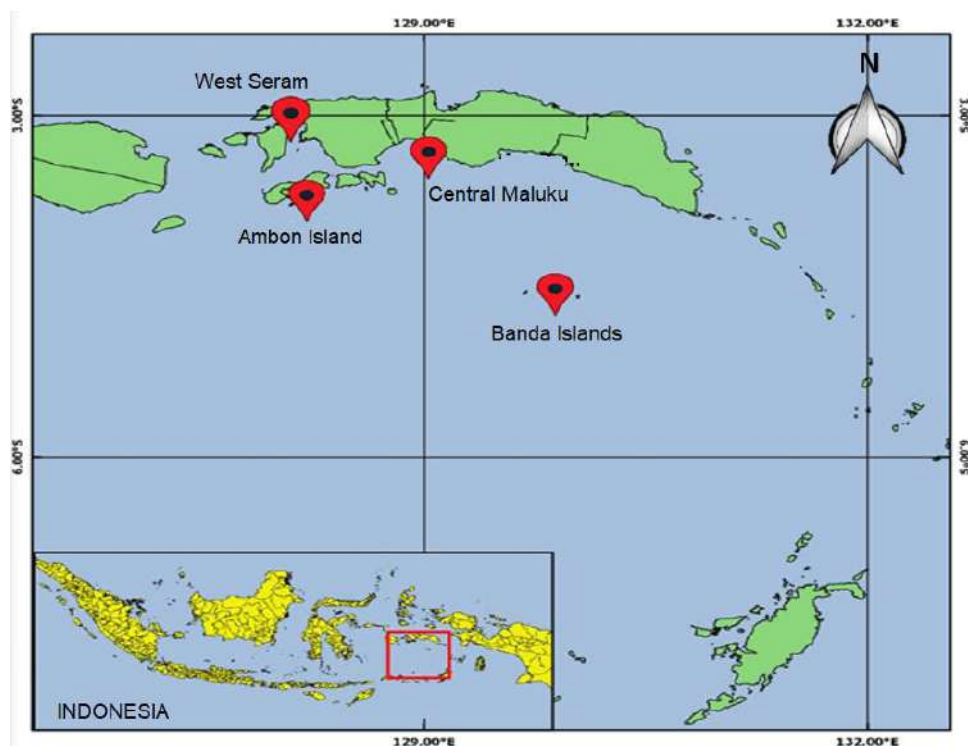 129.00°E
132.00°E
West Seram
N
3.00°S
3.00°S
Central Maluku
Ambon Island
Banda Islands
6.00°S
6.00°S
INDONESIA
129.00°E
132.00°E